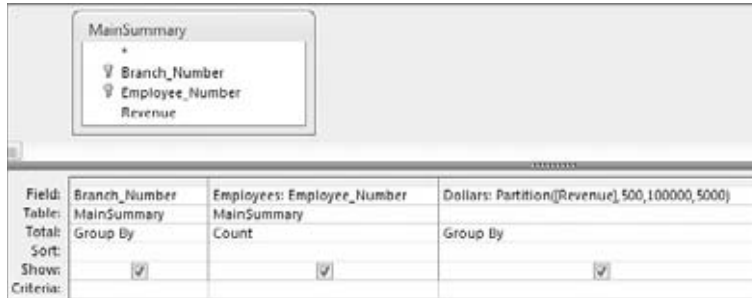 MainSummary
*
Branch_Number
Employee_Number
Revenue
Field: Branch_Number Employees: Employee_Number Dollars: Partition([Revenue],500,100000,5000)
Table: MainSummary MainSummary
Total: Group By Count Group By
Sort:
Show:
Criteria: